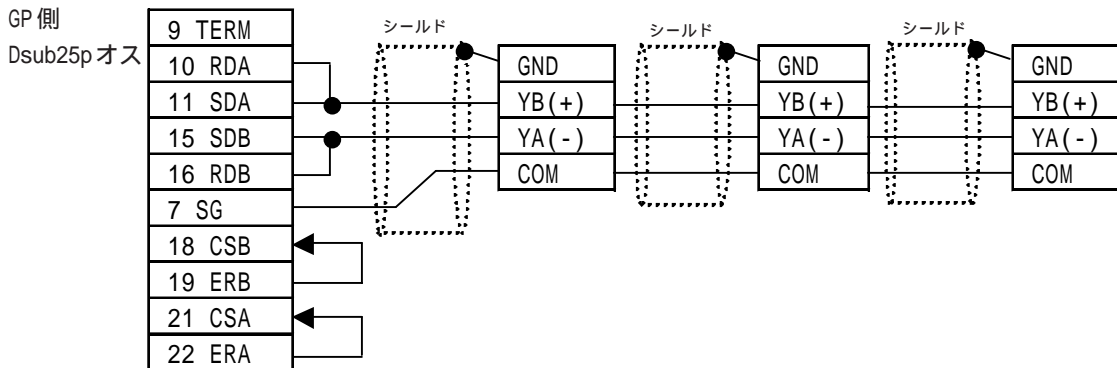 GP側
Dsub25pオス
9 TERM
10 RDA
11 SDA
15 SDB
16 RDB
7 SG
18 CSB
19 ERB
21 CSA
22 ERA
シールド
GND
YB(+)
YA(-)
COM
シールド
GND
YB(+)
YA(-)
COM
シールド
GND
YB(+)
YA(-)
COM